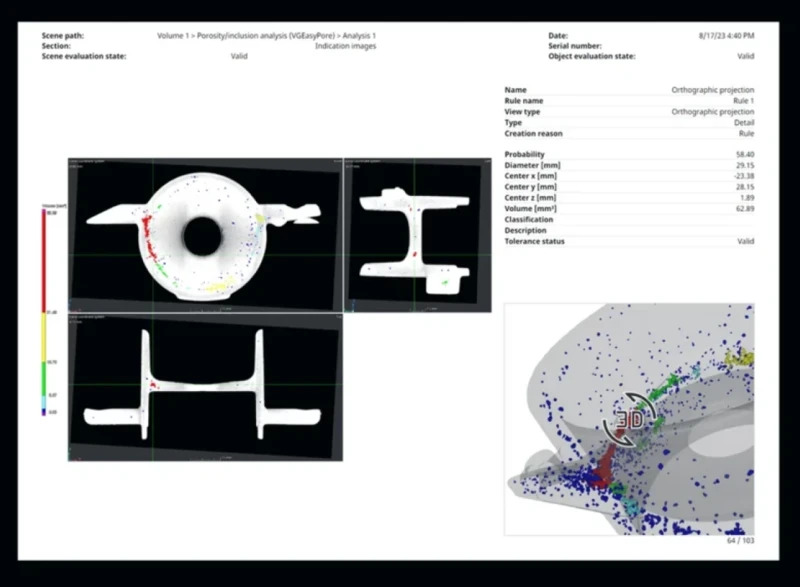 Scene path: Volume 1 > Porosity/inclusion analysis (VGEasyPore) > Analysis 1
Section: Indication images
Scene evaluation state: Valid
Date: 8/17/23 4:40 PM
Serial number:
Object evaluation state: Valid
Name Orthographic projection
Rule name Rule 1
View type Orthographic projection
Type Detail
Creation reason Rule
Probability 58.40
Diameter [mm] 29.15
Center x [mm] -23.38
Center y [mm] 28.15
Center z [mm] 1.89
Volume [mm³] 62.89
Classification
Description
Tolerance status Valid
3D
64 / 103